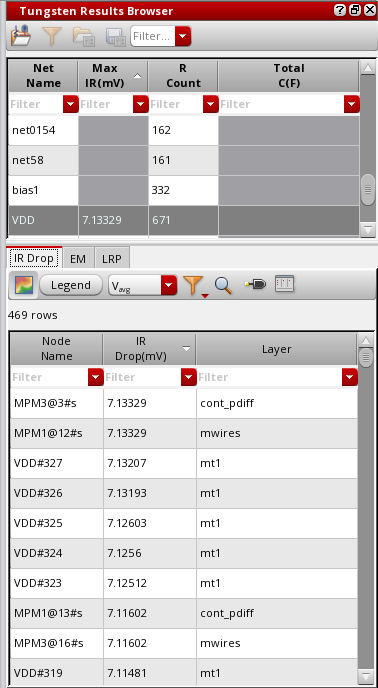 Tungsten Results Browser
Filter...
Net Name Max IR(mV) R Count Total C(F)
Filter Filter Filter Filter
net0154 162
net58 161
bias1 332
VDD 7.13329 671
IR Drop EM LRP
Legend Vavg
469 rows
Node Name IR Drop(mV) Layer
Filter Filter Filter
MPM3@3#s 7.13329 cont_pdiff
MPM1@12#s 7.13329 mwires
VDD#327 7.13207 mt1
VDD#326 7.13193 mt1
VDD#325 7.12603 mt1
VDD#324 7.1256 mt1
VDD#323 7.12512 mt1
MPM1@13#s 7.11602 cont_pdiff
MPM3@16#s 7.11602 mwires
VDD#319 7.11481 mt1